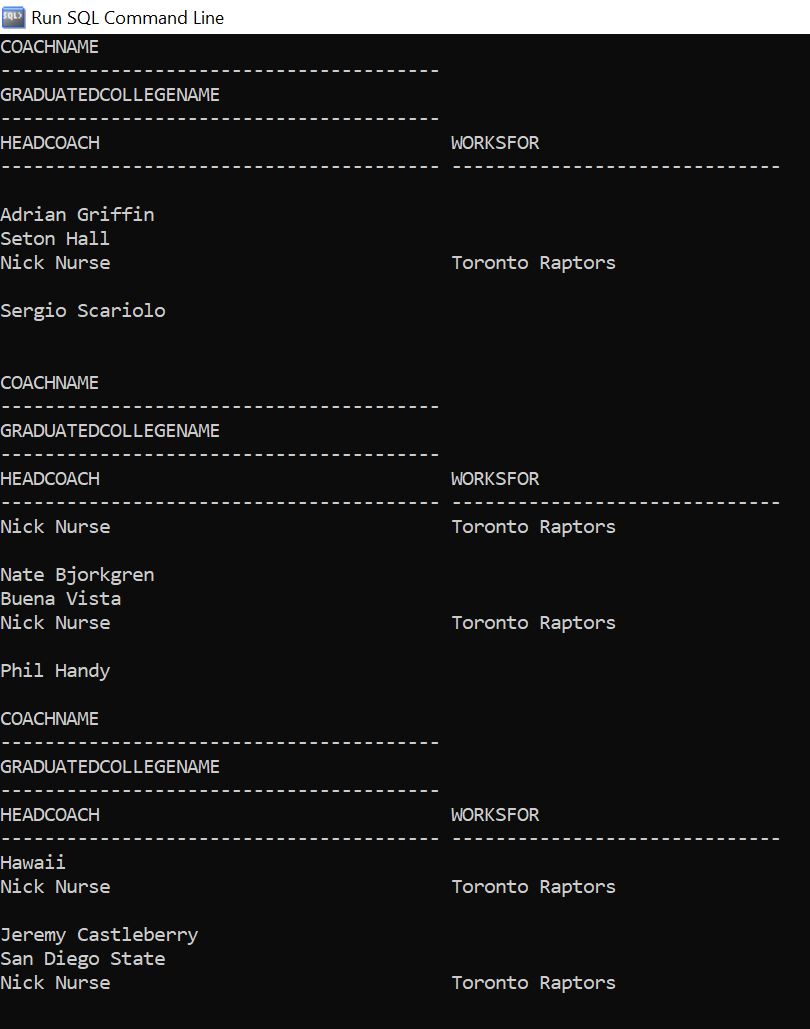 Run SQL Command Line
COACHNAME
----------------------------------------
GRADUATEDCOLLEGENAME
----------------------------------------
HEADCOACH                                WORKSFOR
---------------------------------------- ------------------------------
Adrian Griffin
Seton Hall
Nick Nurse                               Toronto Raptors
Sergio Scariolo
COACHNAME
----------------------------------------
GRADUATEDCOLLEGENAME
----------------------------------------
HEADCOACH                                WORKSFOR
---------------------------------------- ------------------------------
Nick Nurse                               Toronto Raptors
Nate Bjorkgren
Buena Vista
Nick Nurse                               Toronto Raptors
Phil Handy
COACHNAME
----------------------------------------
GRADUATEDCOLLEGENAME
----------------------------------------
HEADCOACH                                WORKSFOR
---------------------------------------- ------------------------------
Hawaii
Nick Nurse                               Toronto Raptors
Jeremy Castleberry
San Diego State
Nick Nurse                               Toronto Raptors